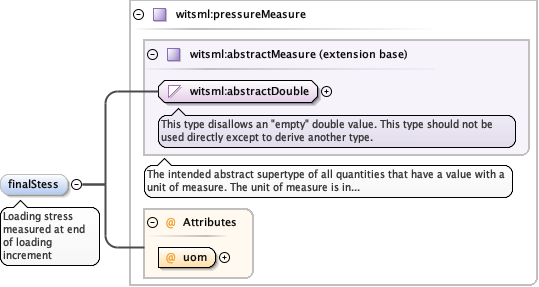 witsml:pressureMeasure
witsml:abstractMeasure (extension base)
witsml:abstractDouble
This type disallows an "empty" double value. This type should not be
used directly except to derive another type.
The intended abstract supertype of all quantities that have a value with a
unit of measure. The unit of measure is in...
finalStess
Loading stress
measured at end
of loading
increment
@ Attributes
@ uom